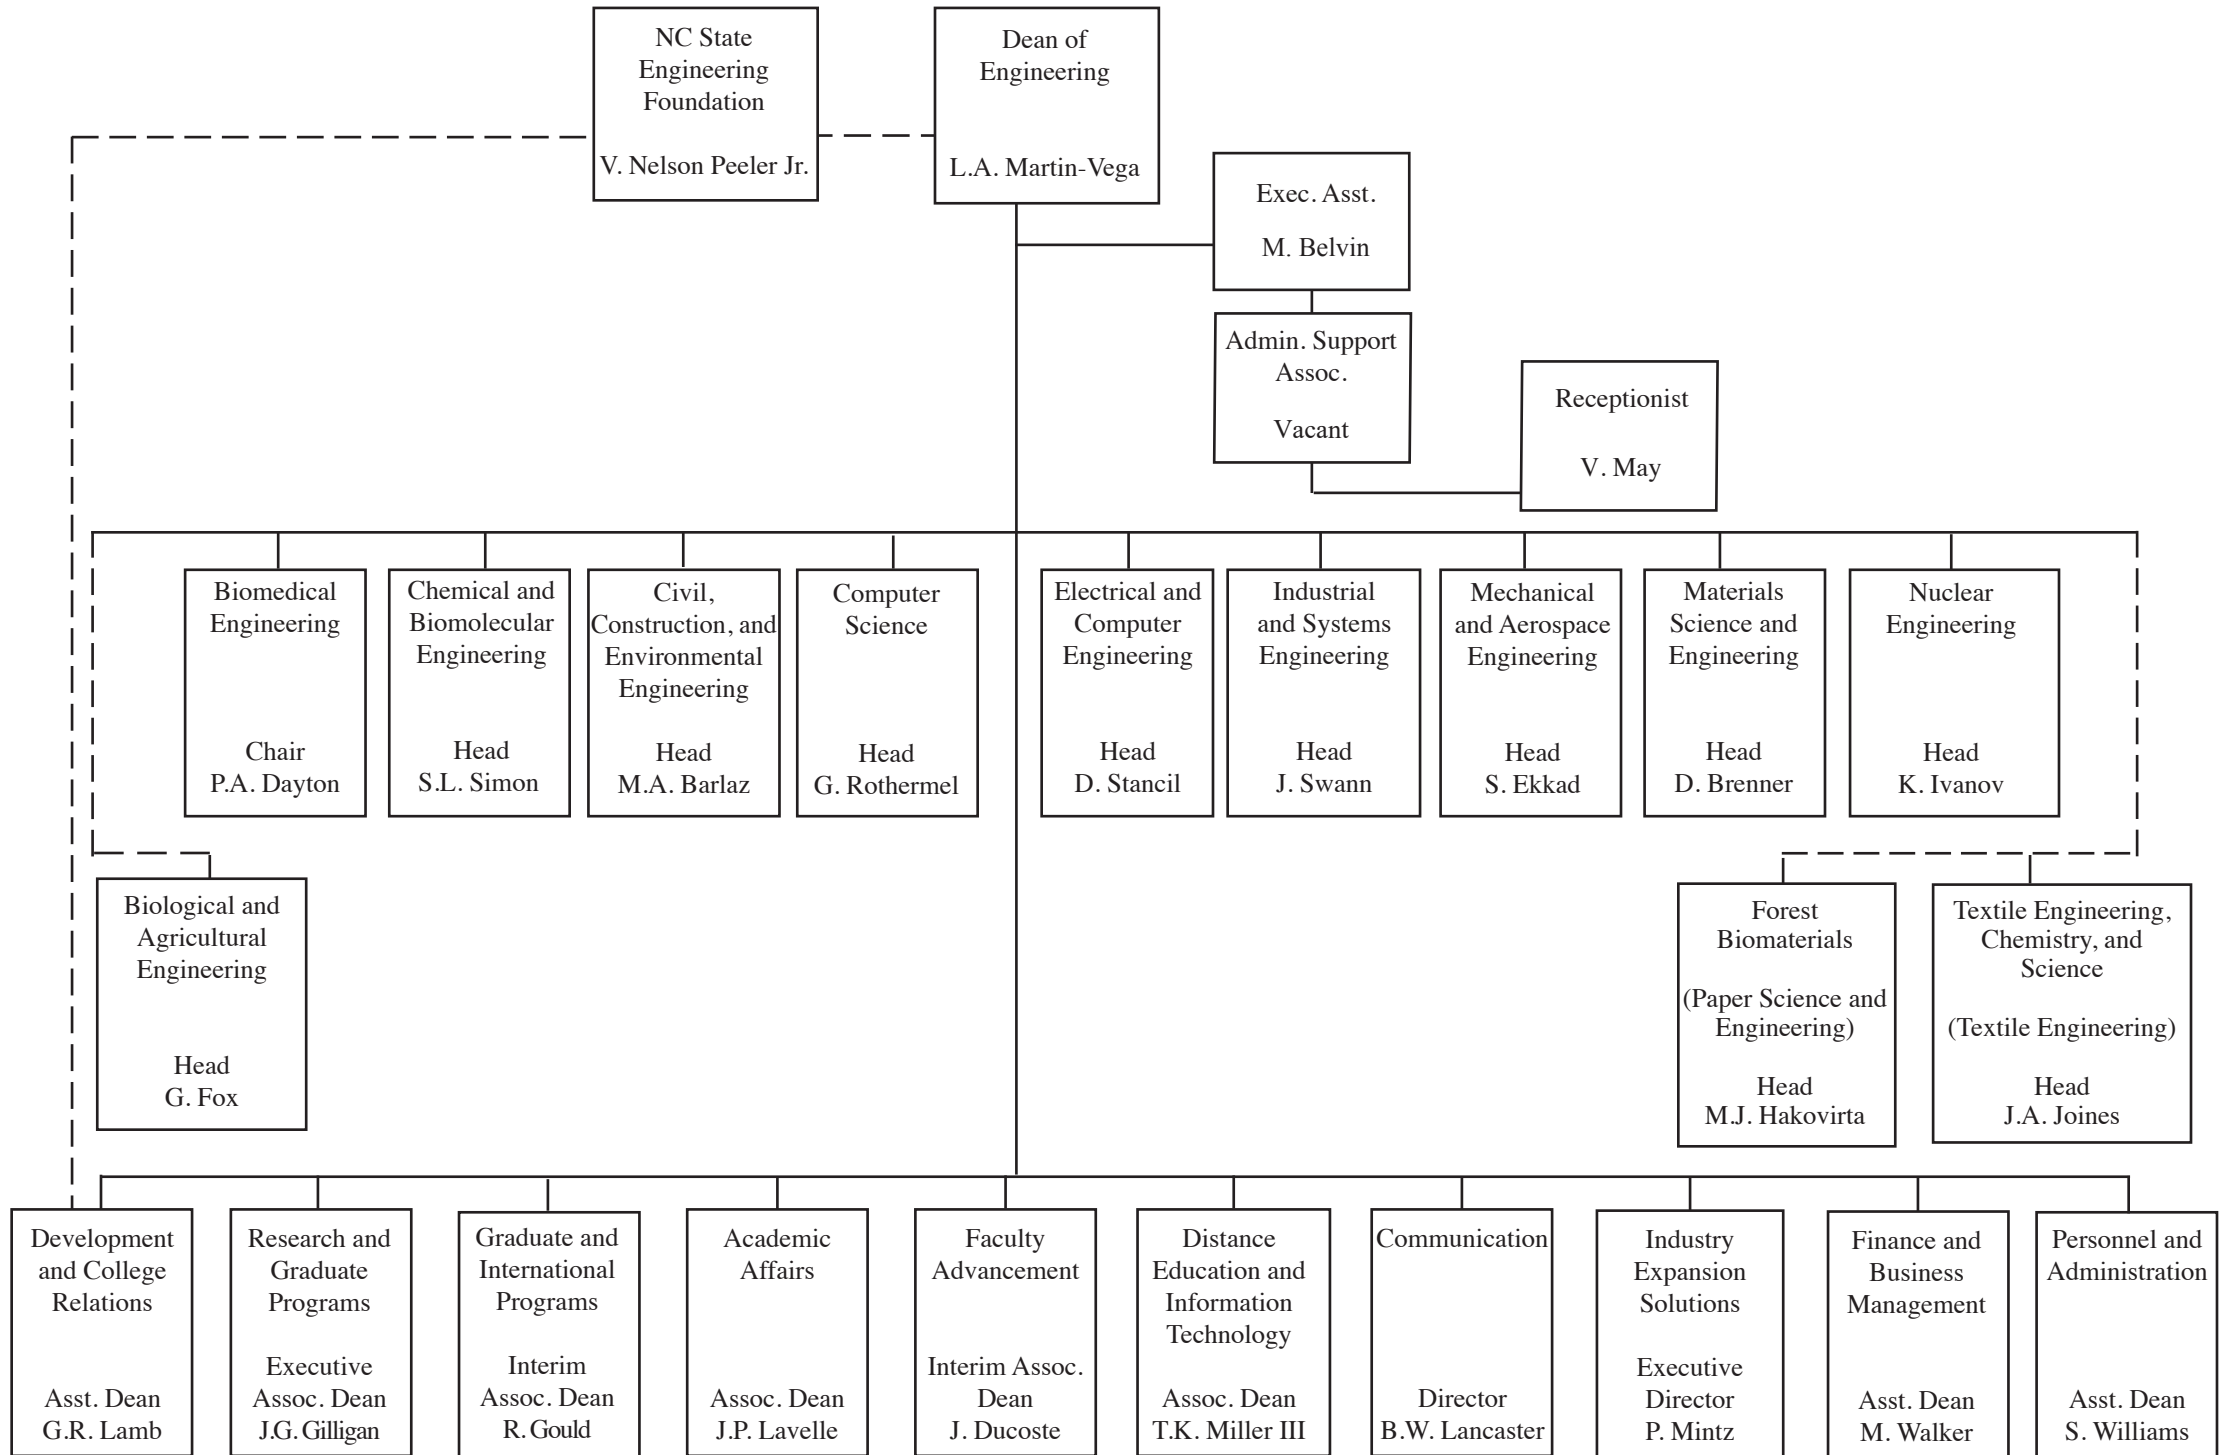 NC State
Engineering
Foundation
V. Nelson Peeler Jr.
Dean of
Engineering
L.A. Martin-Vega
Exec. Asst.
M. Belvin
Admin. Support
Assoc.
Vacant
Receptionist
V. May
Biomedical
Engineering
Chair
P.A. Dayton
Chemical and
Biomolecular
Engineering
Head
S.L. Simon
Civil,
Construction, and
Environmental
Engineering
Head
M.A. Barlaz
Computer
Science
Head
G. Rothermel
Electrical and
Computer
Engineering
Head
D. Stancil
Industrial
and Systems
Engineering
Head
J. Swann
Mechanical
and Aerospace
Engineering
Head
S. Ekkad
Materials
Science and
Engineering
Head
D. Brenner
Nuclear
Engineering
Head
K. Ivanov
Biological and
Agricultural
Engineering
Head
G. Fox
Forest
Biomaterials
(Paper Science and
Engineering)
Head
M.J. Hakovirta
Textile Engineering,
Chemistry, and
Science
(Textile Engineering)
Head
J.A. Joines
Development
and College
Relations
Asst. Dean
G.R. Lamb
Research and
Graduate
Programs
Executive
Assoc. Dean
J.G. Gilligan
Graduate and
International
Programs
Interim
Assoc. Dean
R. Gould
Academic
Affairs
Assoc. Dean
J.P. Lavelle
Faculty
Advancement
Interim Assoc.
Dean
J. Ducoste
Distance
Education and
Information
Technology
Assoc. Dean
T.K. Miller III
Communication
Director
B.W. Lancaster
Industry
Expansion
Solutions
Executive
Director
P. Mintz
Finance and
Business
Management
Asst. Dean
M. Walker
Personnel and
Administration
Asst. Dean
S. Williams